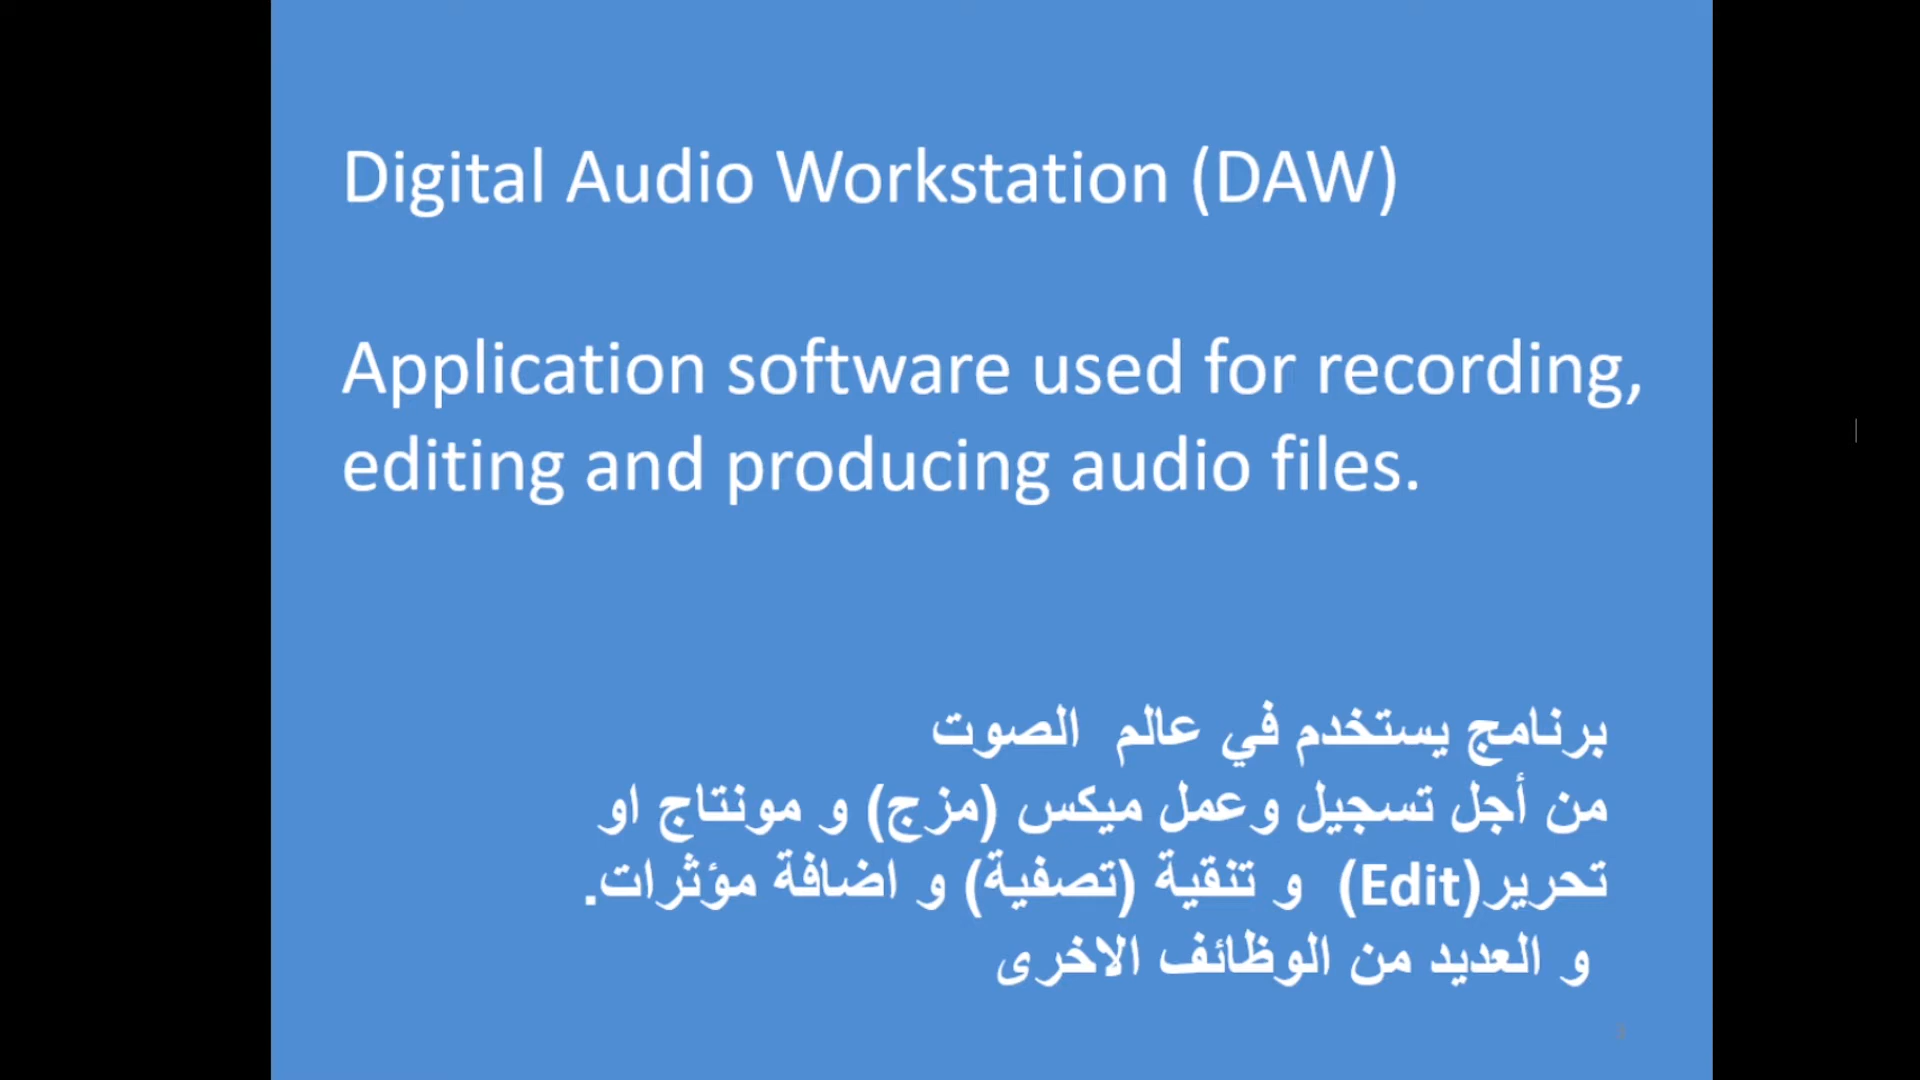 Digital Audio Workstation (DAW)
Application software used for recording,
editing and producing audio files.
برنامج يستخدم في عالم  الصوت
من أجل تسجيل وعمل ميكس (مزج) و مونتاج او
تحرير(Edit)  و تنقية (تصفية) و اضافة مؤثرات.
و العديد من الوظائف الاخرى